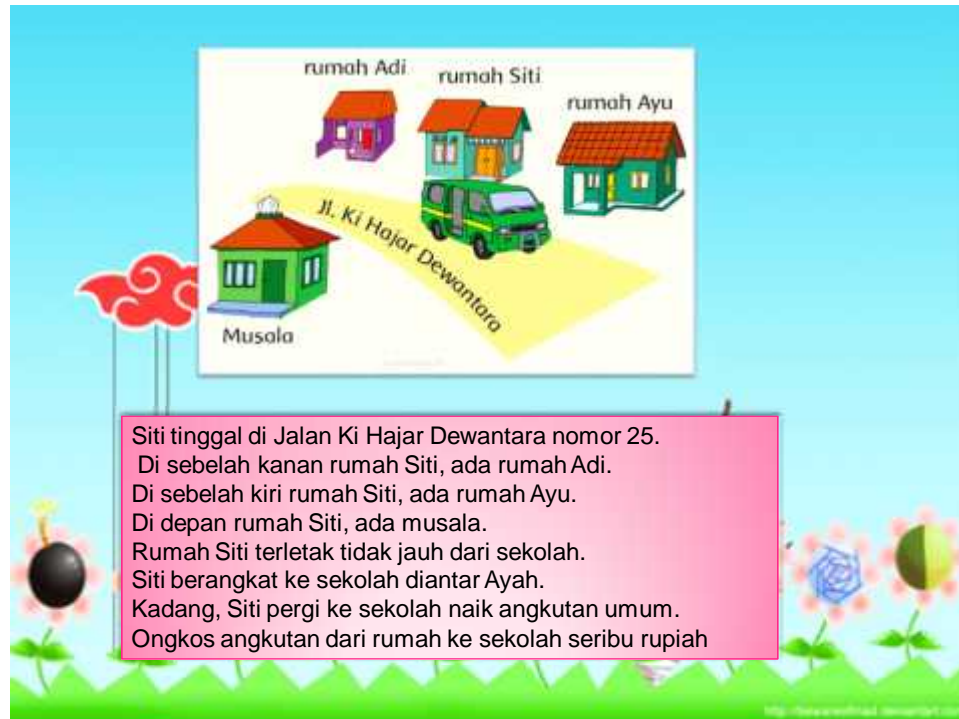 rumah Adi
rumah Siti
rumah Ayu
Jl. Ki Hajar Dewantara
Musala
Siti tinggal di Jalan Ki Hajar Dewantara nomor 25.
Di sebelah kanan rumah Siti, ada rumah Adi.
Di sebelah kiri rumah Siti, ada rumah Ayu.
Di depan rumah Siti, ada musala.
Rumah Siti terletak tidak jauh dari sekolah.
Siti berangkat ke sekolah diantar Ayah.
Kadang, Siti pergi ke sekolah naik angkutan umum.
Ongkos angkutan dari rumah ke sekolah seribu rupiah